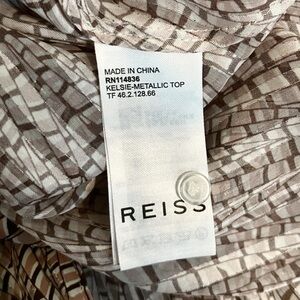 MADE IN CHINA
RN114836
KELSIE-METALLIC TOP
TF 46.2.128.66
REISS